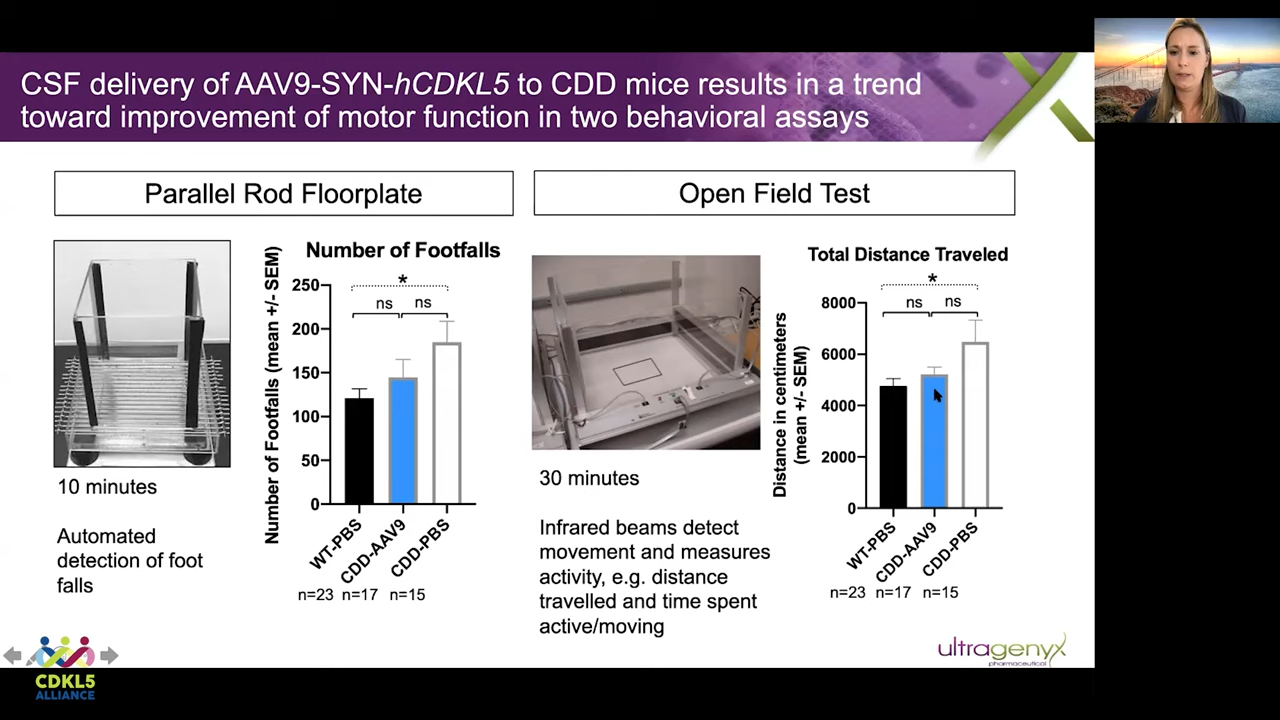 CSF delivery of AAV9-SYN-hCDKL5 to CDD mice results in a trend
toward improvement of motor function in two behavioral assays
Parallel Rod Floorplate
Number of Footfalls
Number of Footfalls (mean +/- SEM)
250
200
150
100
50
0
*
ns
ns
WT-PBS
CDD-AAV9
CDD-PBS
n=23 n=17 n=15
10 minutes
Automated
detection of foot
falls
Open Field Test
Total Distance Traveled
Distance in centimeters
(mean +/- SEM)
8000
6000
4000
2000
0
*
ns
ns
WT-PBS
CDD-AAV9
CDD-PBS
n=23 n=17 n=15
30 minutes
Infrared beams detect
movement and measures
activity, e.g. distance
travelled and time spent
active/moving
CDKL5
ALLIANCE
ultragenyx
pharmaceutical